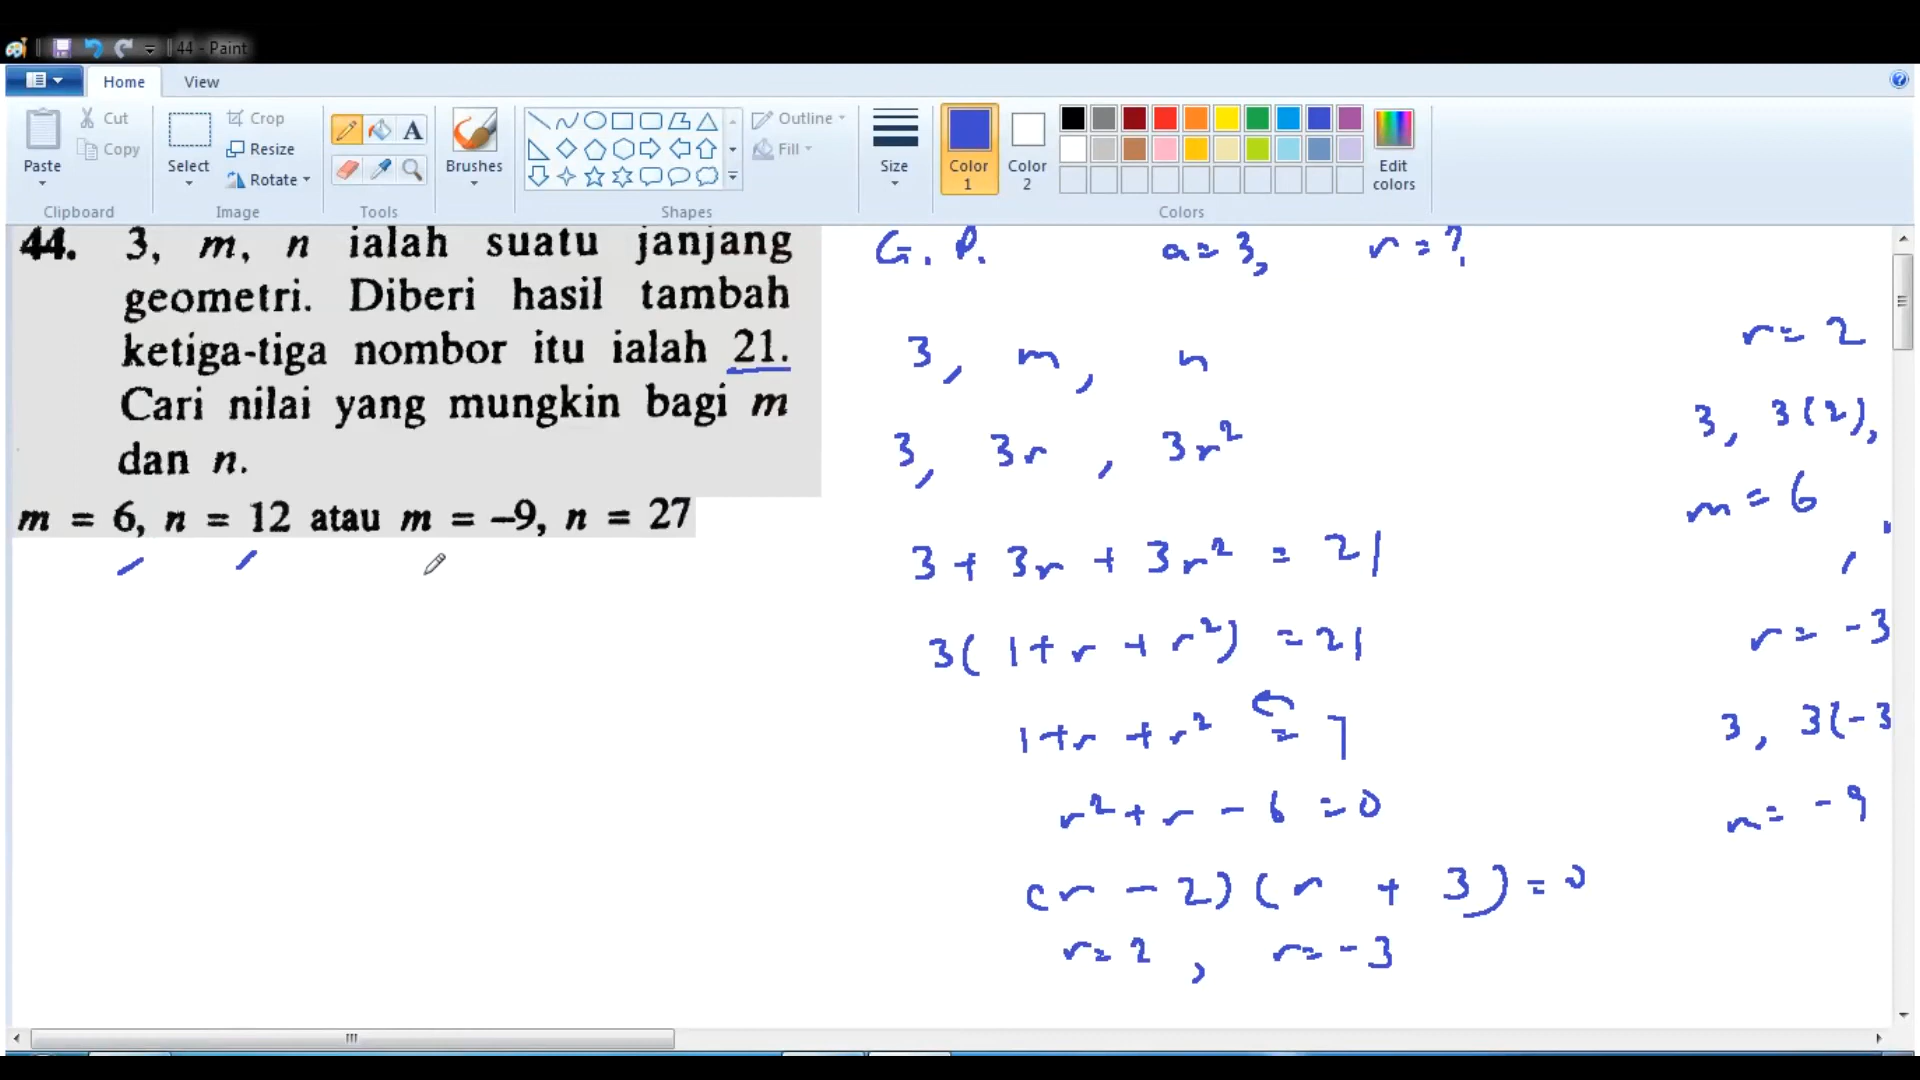 44 - Paint
Home View
Paste Cut Copy Clipboard
Select Crop Resize Rotate Image
Tools
Brushes
Shapes
Outline Fill
Size
Color 1
Color 2
Edit colors
Colors
44. 3, m, n ialah suatu janjang
geometri. Diberi hasil tambah
ketiga-tiga nombor itu ialah 21.
Cari nilai yang mungkin bagi m
dan n.
m = 6, n = 12 atau m = –9, n = 27
G.P. a = 3, r = ?
3, m, n
3, 3r, 3r²
3 + 3r + 3r² = 21
3(1 + r + r²) = 21
1 + r + r² = 7
r² + r - 6 = 0
(r - 2)(r + 3) = 0
r = 2, r = -3
r = 2
3, 3(2),
m = 6
r = -3
3, 3(-3
m = -9